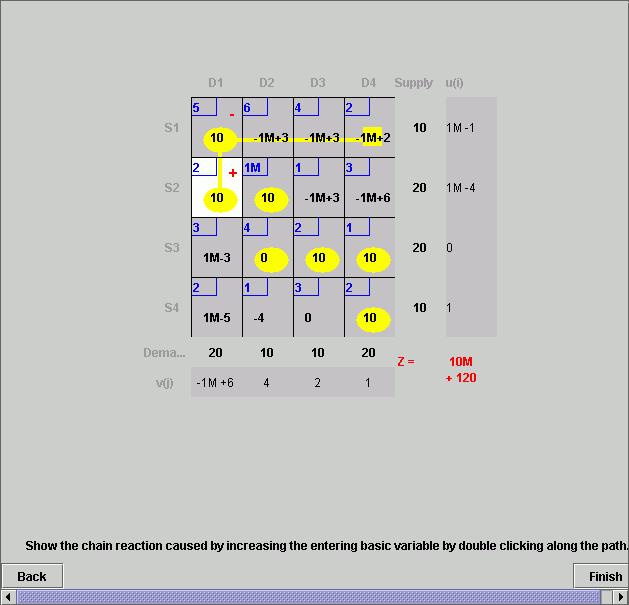 D1 D2 D3 D4 Supply u(i)
5 - 6 4 2
S1 10 -1M+3 -1M+3 -1M+2 10 1M -1
2 + 1M 1 3
S2 10 10 -1M+3 -1M+6 20 1M -4
3 4 2 1
S3 1M-3 0 10 10 20 0
2 1 3 2
S4 1M-5 -4 0 10 10 1
Dema... 20 10 10 20 Z = 10M
+ 120
v(j) -1M +6 4 2 1
Show the chain reaction caused by increasing the entering basic variable by double clicking along the path.
Back Finish